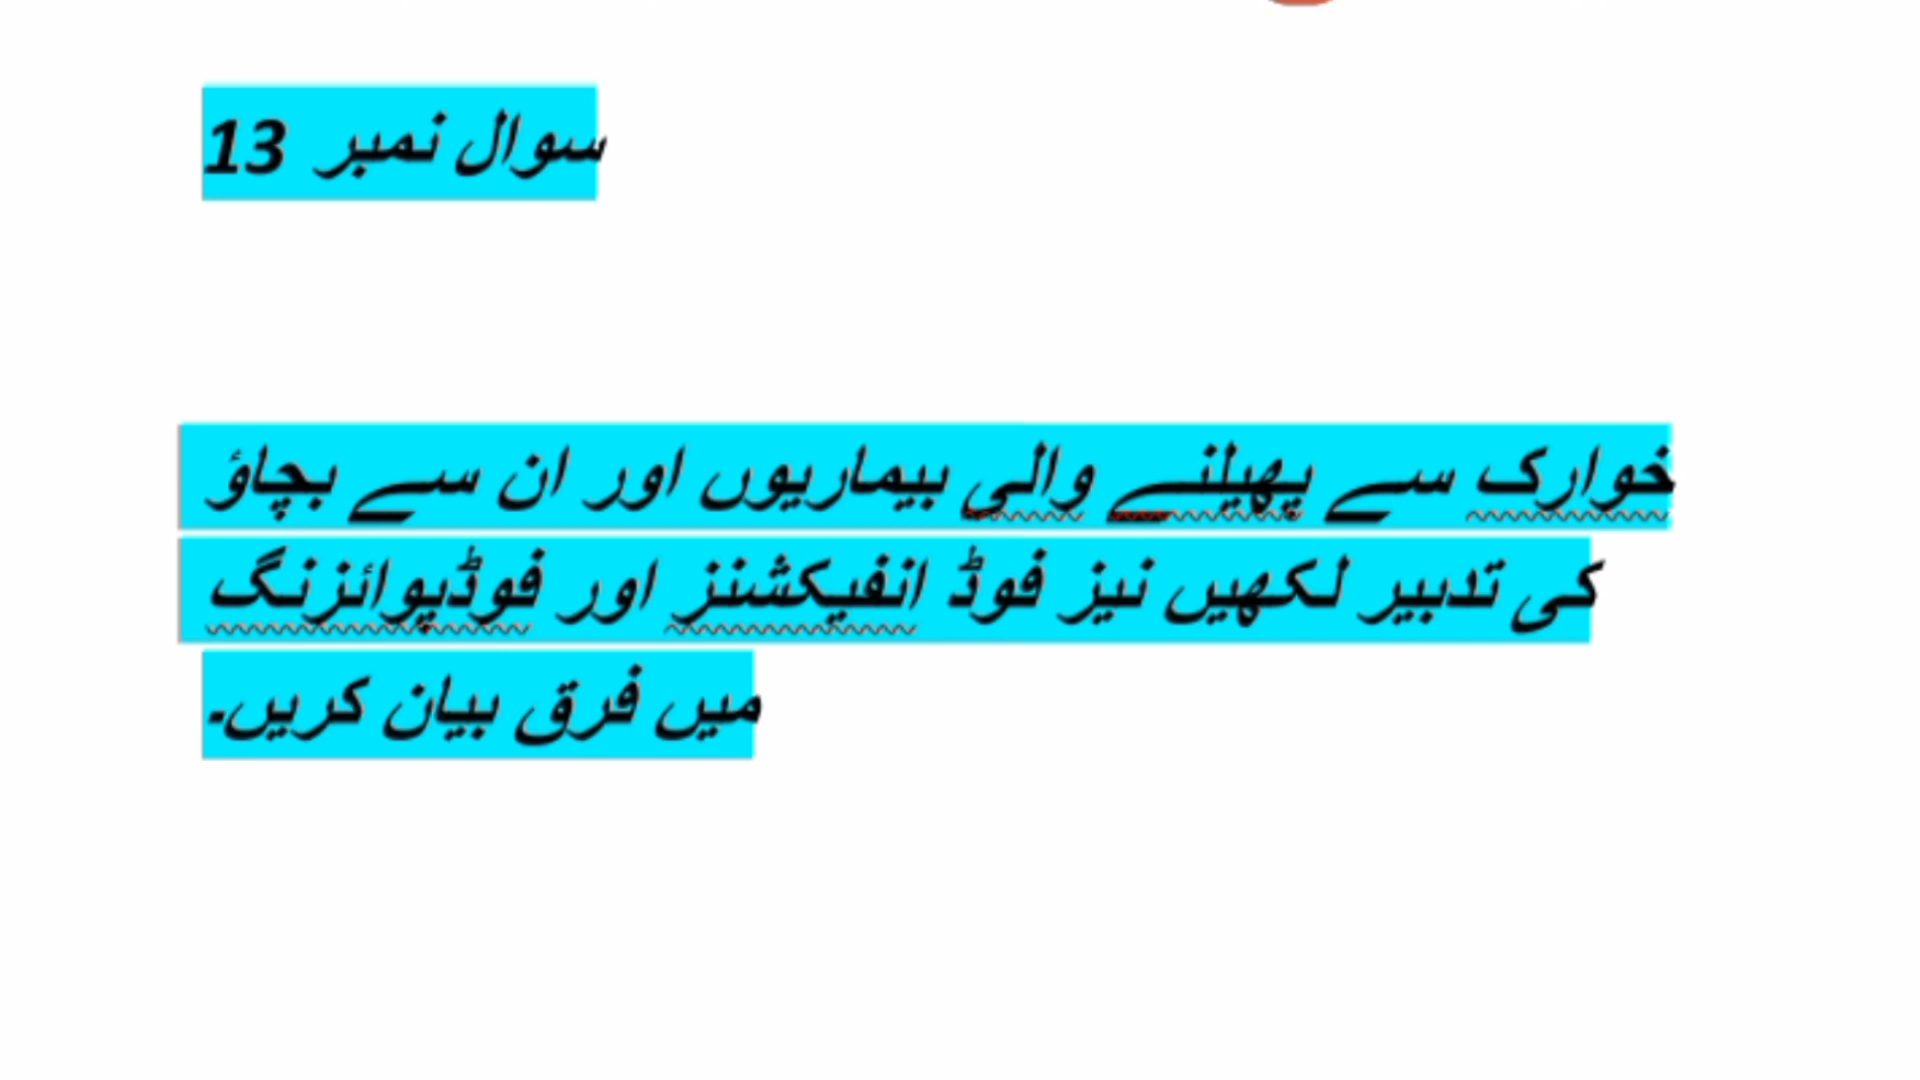 سوال نمبر 13
خوارک سے پھیلنے والی بیماریوں اور ان سے بچاؤ
کی تدبیر لکھیں نیز فوڈ انفیکشنز اور فوڈپوائزنگ
میں فرق بیان کریں۔